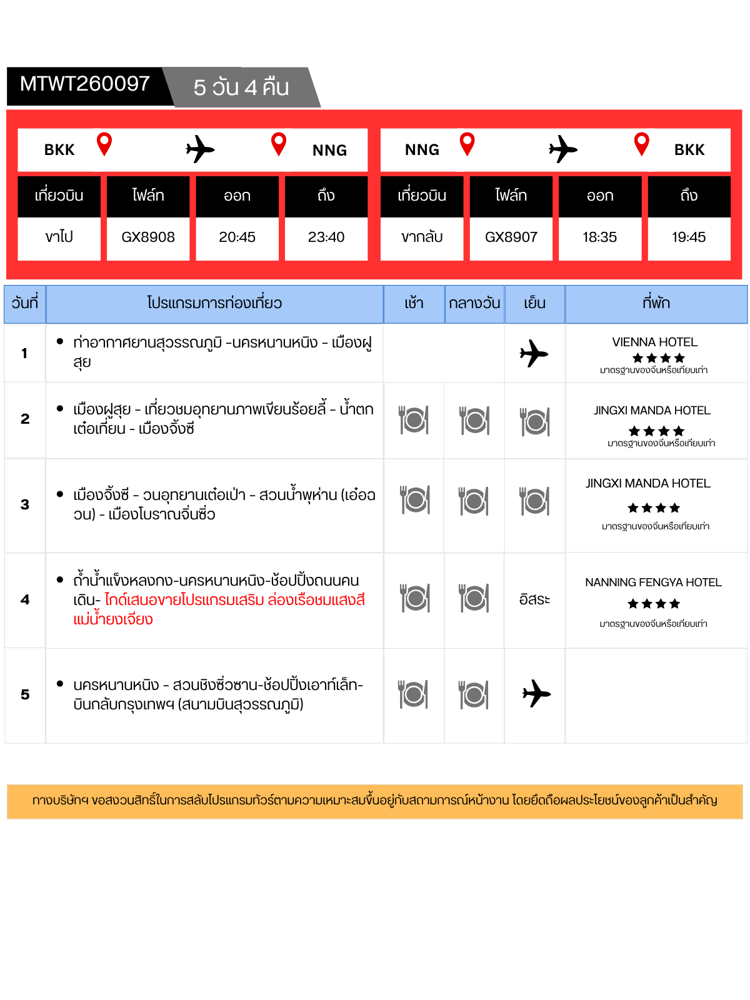 MTWT260097
5 วัน 4 คืน
BKK NNG
NNG BKK
เที่ยวบิน ไฟล์ท ออก ถึง
เที่ยวบิน ไฟล์ท ออก ถึง
ขาไป GX8908 20:45 23:40
ขากลับ GX8907 18:35 19:45
วันที่ โปรแกรมการท่องเที่ยว เช้า กลางวัน เย็น ที่พัก
1
• ท่าอากาศยานสุวรรณภูมิ –นครหนานหนิง – เมืองฝู
สุย
VIENNA HOTEL
★★★★
มาตรฐานของจีนหรือเทียบเท่า
2
• เมืองฝูสุย – เที่ยวชมอุทยานภาพเขียนร้อยลี้ – น้ำตก
เต๋อเที่ยน – เมืองจิ้งซี
JINGXI MANDA HOTEL
★★★★
มาตรฐานของจีนหรือเทียบเท่า
3
• เมืองจิ้งซี – วนอุทยานเต๋อเป่า – สวนน้ำพุห่าน (เอ๋อฉ
วน) – เมืองโบราณจิ่นซิ่ว
JINGXI MANDA HOTEL
★★★★
มาตรฐานของจีนหรือเทียบเท่า
4
• ถ้ำน้ำแข็งหลงกง-นครหนานหนิง-ช้อปปิ้งถนนคน
เดิน- ไกด์เสนอขายโปรแกรมเสริม ล่องเรือชมแสงสี
แม่น้ำยงเจียง
อิสระ
NANNING FENGYA HOTEL
★★★★
มาตรฐานของจีนหรือเทียบเท่า
5
• นครหนานหนิง – สวนชิงซิ่วซาน-ช้อปปิ้งเอาท์เล็ท-
บินกลับกรุงเทพฯ (สนามบินสุวรรณภูมิ)
ทางบริษัทฯ ขอสงวนสิทธิ์ในการสลับโปรแกรมทัวร์ตามความเหมาะสมขึ้นอยู่กับสถานการณ์หน้างาน โดยยึดถือผลประโยชน์ของลูกค้าเป็นสำคัญ